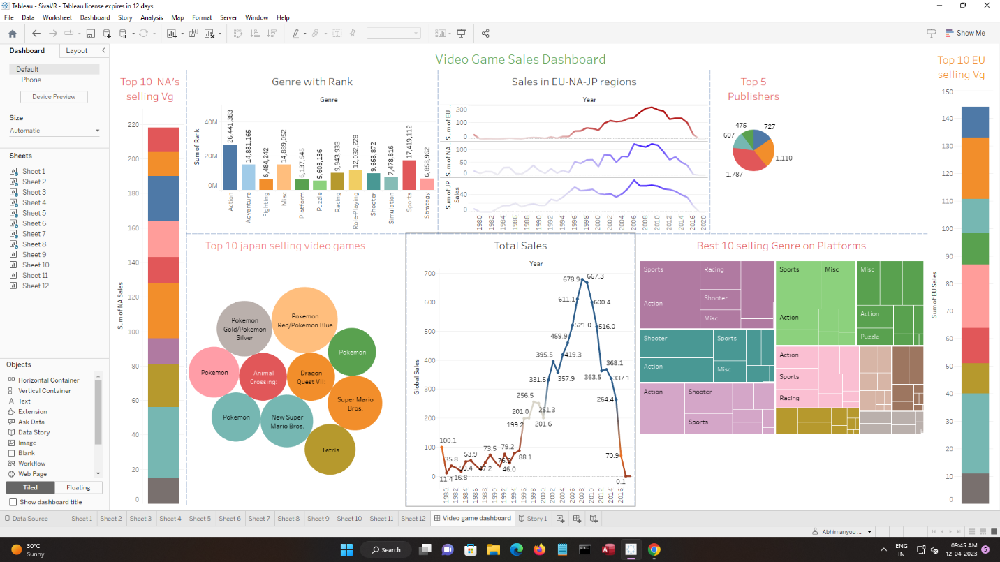 Tableau - SivaVR - Tableau license expires in 12 days
File Data Worksheet Dashboard Story Analysis Map Format Server Window Help
Show Me
Dashboard Layout
Default
Phone
Device Preview
Size
Automatic
Sheets
Sheet 1
Sheet 2
Sheet 3
Sheet 4
Sheet 5
Sheet 6
Sheet 7
Sheet 8
Sheet 9
Sheet 10
Sheet 11
Sheet 12
Objects
Horizontal Container
Vertical Container
Text
Extension
Ask Data
Data Story
Image
Blank
Workflow
Web Page
Tiled Floating
Show dashboard title
Video Game Sales Dashboard
Top 10 NA's
selling Vg
Sum of NA Sales
220
200
180
160
140
120
100
80
60
40
20
0
Genre with Rank
Genre
Sum of Rank
40M
20M
0M
26,441,383
14,831,165
6,484,242
14,889,052
6,137,545
5,603,136
9,943,933
12,032,228
9,653,872
7,478,816
17,419,112
6,858,962
Action
Adventure
Fighting
Misc
Platform
Puzzle
Racing
Role-Playing
Shooter
Simulation
Sports
Strategy
Sales in EU-NA-JP regions
Year
Sum of EU ...
200
100
0
Sum of NA ...
100
50
0
Sum of JP
Sales
40
0
1980 1982 1984 1986 1988 1990 1992 1994 1996 1998 2000 2002 2004 2006 2008 2010 2012 2014 2016 2020
Top 5
Publishers
475
727
607
1,110
1,787
Top 10 EU
selling Vg
Sum of EU Sales
150
140
130
120
110
100
90
80
70
60
50
40
30
20
10
0
Top 10 japan selling video games
Pokemon
Red/Pokemon Blue
Pokemon
Gold/Pokemon
Silver
Pokemon
Pokemon
Animal
Crossing:
Dragon
Quest VII:
Super Mario
Bros.
Pokemon
New Super
Mario Bros.
Tetris
Total Sales
Year
Global Sales
700
600
500
400
300
200
100
0
678.9
667.3
611.1
600.4
521.0
516.0
459.9
419.3
395.5
368.1
363.5
357.9
337.1
331.5
264.4
256.5
251.3
201.0
199.2
201.6
100.1
35.8
53.9
73.5
79.2
88.1
50.4
47.2
46.0
11.4
16.8
70.9
0.1
1980 1982 1984 1986 1988 1990 1992 1994 1996 1998 2000 2002 2004 2006 2008 2010 2012 2014 2016
Best 10 selling Genre on Platforms
Sports
Racing
Action
Shooter
Misc
Shooter
Sports
Action
Misc
Action
Shooter
Sports
Sports
Misc
Action
Misc
Action
Puzzle
Action
Sports
Racing
Data Source Sheet 1 Sheet 2 Sheet 3 Sheet 4 Sheet 5 Sheet 6 Sheet 7 Sheet 8 Sheet 9 Sheet 10 Sheet 11 Sheet 12 Video game dashboard Story 1
Abhimanyou ...
30°C
Sunny
Search
ENG
IN
09:45 AM
12-04-2023
5